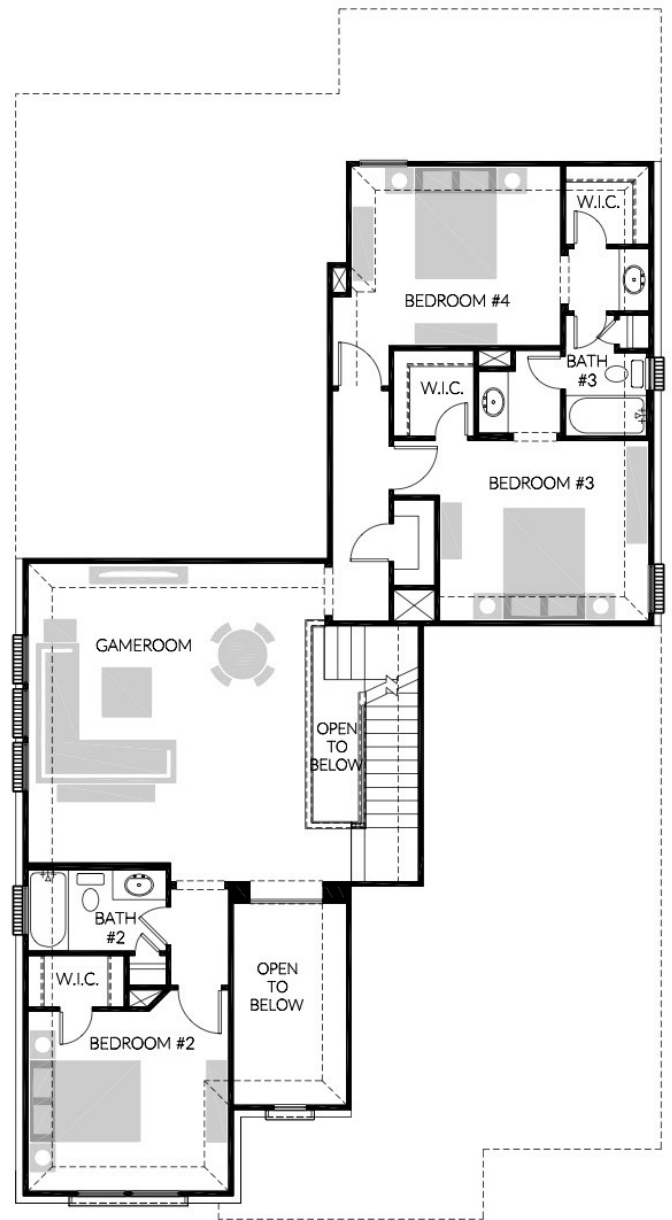 W.I.C.
BEDROOM #4
BATH
#3
W.I.C.
BEDROOM #3
GAMEROOM
OPEN
TO
BELOW
BATH
#2
W.I.C.
OPEN
TO
BELOW
BEDROOM #2